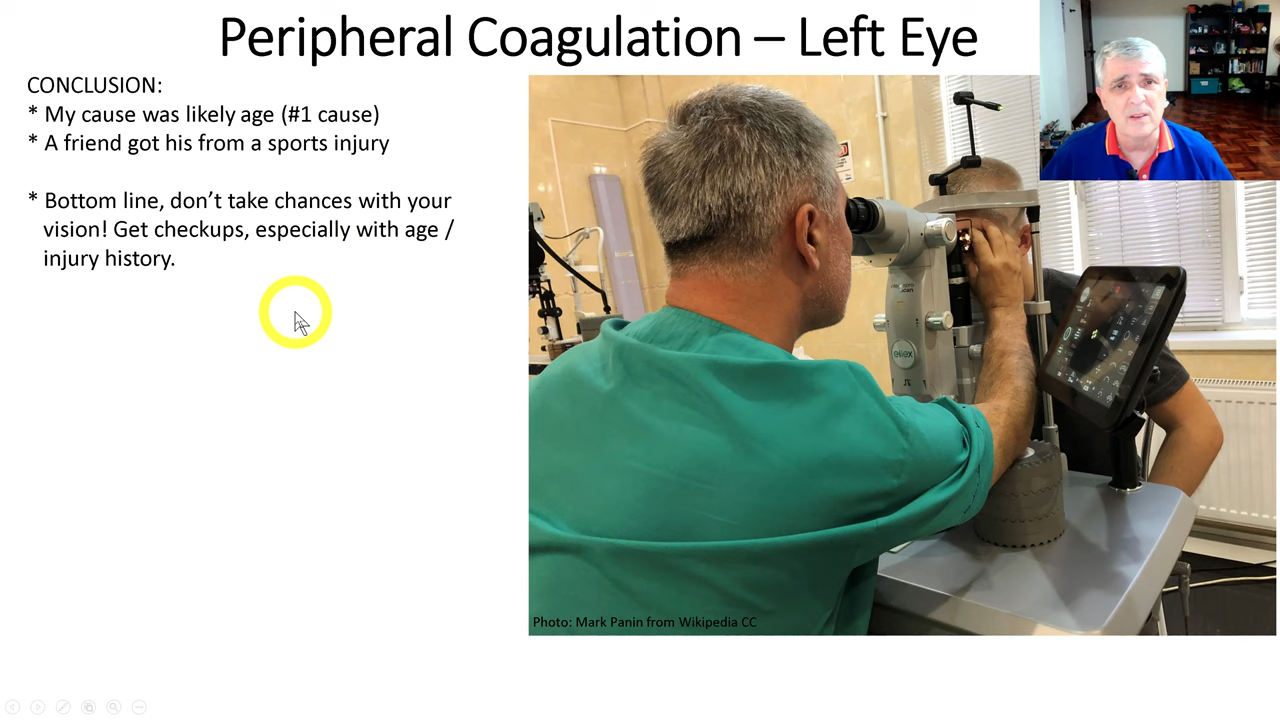 Peripheral Coagulation – Left Eye
CONCLUSION:
* My cause was likely age (#1 cause)
* A friend got his from a sports injury
* Bottom line, don’t take chances with your
vision! Get checkups, especially with age /
injury history.
ellex
Photo: Mark Panin from Wikipedia CC